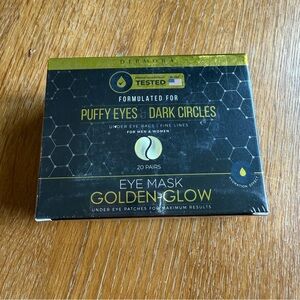 DERMORA
TESTED
FORMULATED FOR
PUFFY EYES & DARK CIRCLES
UNDER EYE BAGS | FINE LINES
FOR MEN & WOMEN
20 PAIRS
EYE MASK
GOLDEN GLOW
UNDER EYE PATCHES FOR MAXIMUM RESULTS